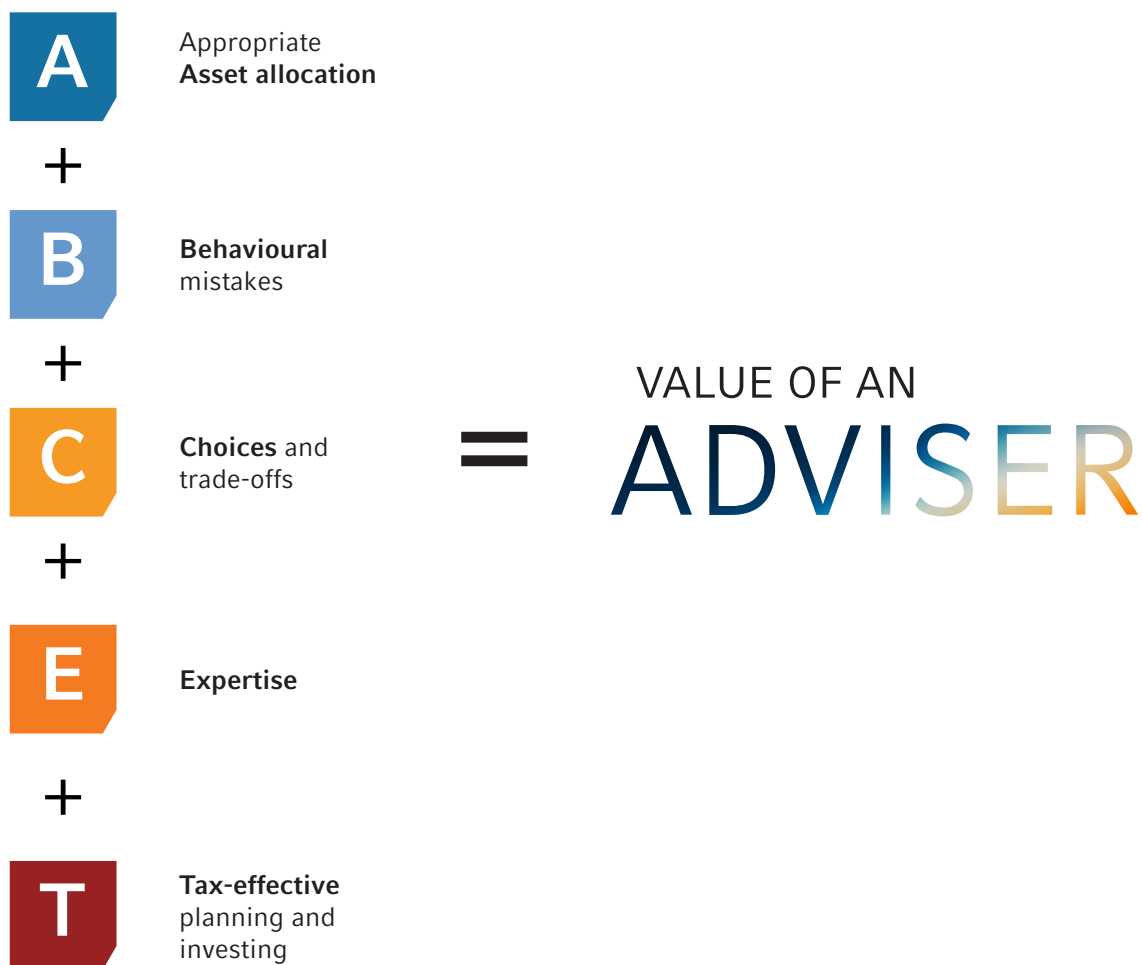 A
Appropriate
Asset allocation
+
B
Behavioural
mistakes
+
C
Choices and
trade-offs
+
E
Expertise
+
T
Tax-effective
planning and
investing
=
VALUE OF AN
ADVISER